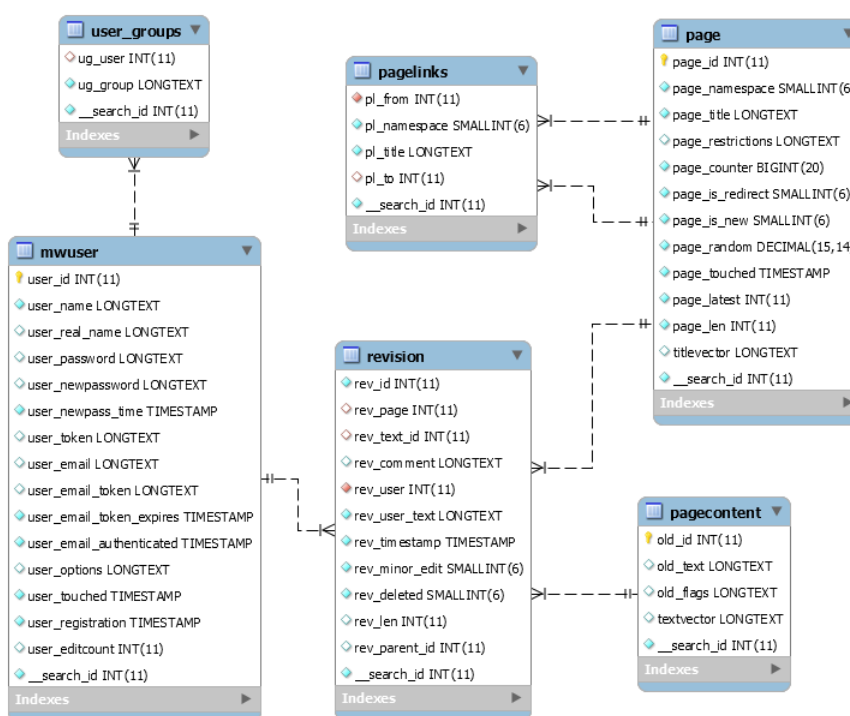 user_groups
ug_user INT(11)
ug_group LONGTEXT
__search_id INT(11)
Indexes
pagelinks
pl_from INT(11)
pl_namespace SMALLINT(6)
pl_title LONGTEXT
pl_to INT(11)
__search_id INT(11)
Indexes
page
page_id INT(11)
page_namespace SMALLINT(6
page_title LONGTEXT
page_restrictions LONGTEXT
page_counter BIGINT(20)
page_is_redirect SMALLINT(6)
page_is_new SMALLINT(6)
page_random DECIMAL(15,14
page_touched TIMESTAMP
page_latest INT(11)
page_len INT(11)
titlevector LONGTEXT
__search_id INT(11)
Indexes
mwuser
user_id INT(11)
user_name LONGTEXT
user_real_name LONGTEXT
user_password LONGTEXT
user_newpassword LONGTEXT
user_newpass_time TIMESTAMP
user_token LONGTEXT
user_email LONGTEXT
user_email_token LONGTEXT
user_email_token_expires TIMESTAMP
user_email_authenticated TIMESTAMP
user_options LONGTEXT
user_touched TIMESTAMP
user_registration TIMESTAMP
user_editcount INT(11)
__search_id INT(11)
Indexes
revision
rev_id INT(11)
rev_page INT(11)
rev_text_id INT(11)
rev_comment LONGTEXT
rev_user INT(11)
rev_user_text LONGTEXT
rev_timestamp TIMESTAMP
rev_minor_edit SMALLINT(6)
rev_deleted SMALLINT(6)
rev_len INT(11)
rev_parent_id INT(11)
__search_id INT(11)
Indexes
pagecontent
old_id INT(11)
old_text LONGTEXT
old_flags LONGTEXT
textvector LONGTEXT
__search_id INT(11)
Indexes